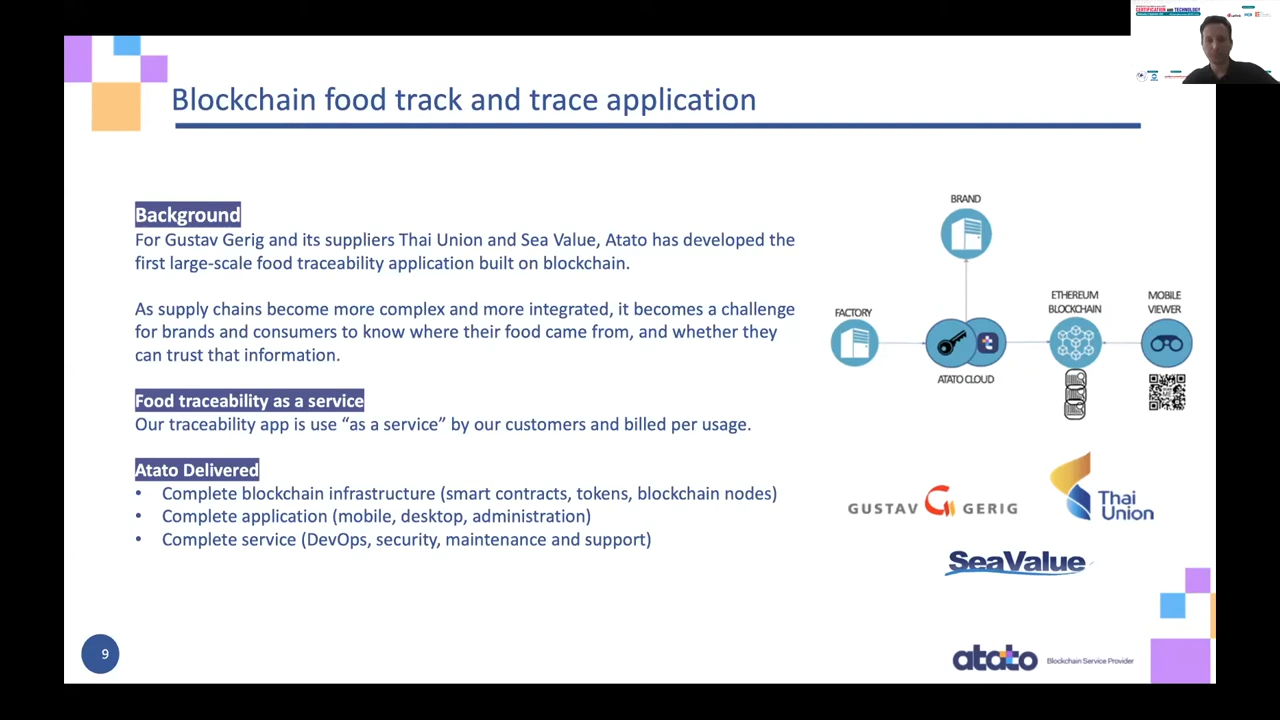 CERTIFICATION AND TECHNOLOGY
Blockchain food track and trace application
Background
For Gustav Gerig and its suppliers Thai Union and Sea Value, Atato has developed the
first large-scale food traceability application built on blockchain.
As supply chains become more complex and more integrated, it becomes a challenge
for brands and consumers to know where their food came from, and whether they
can trust that information.
Food traceability as a service
Our traceability app is use “as a service” by our customers and billed per usage.
Atato Delivered
• Complete blockchain infrastructure (smart contracts, tokens, blockchain nodes)
• Complete application (mobile, desktop, administration)
• Complete service (DevOps, security, maintenance and support)
BRAND
FACTORY
ATATO CLOUD
ETHEREUM
BLOCKCHAIN
MOBILE
VIEWER
GUSTAV GERIG
Thai
Union
SeaValue
9
atato
Blockchain Service Provider